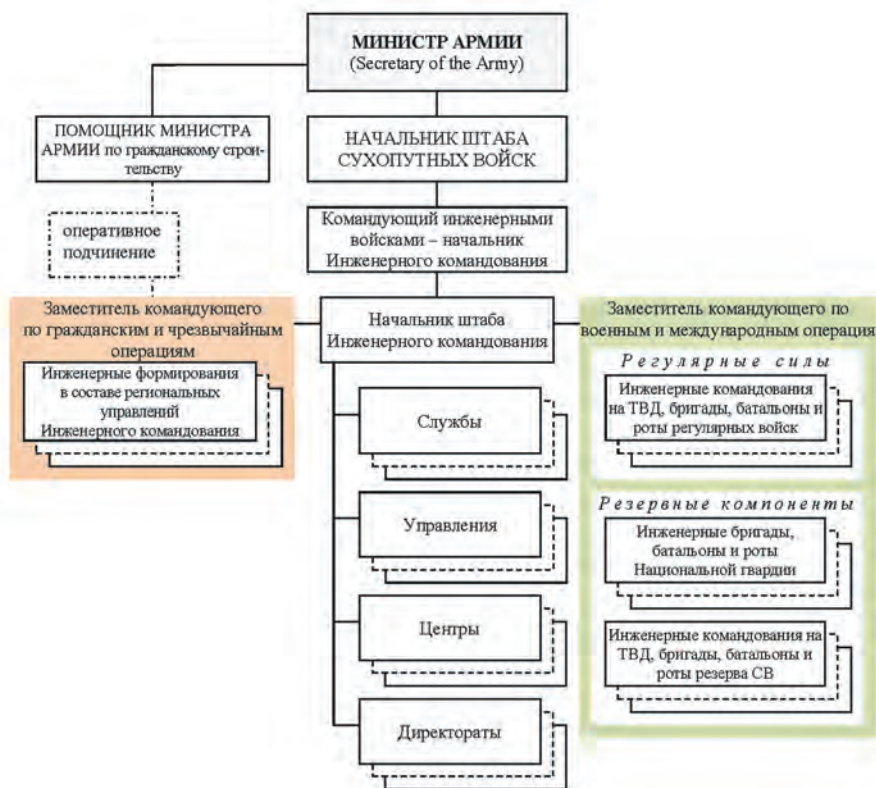 МИНИСТР АРМИИ
(Secretary of the Army)
ПОМОЩНИК МИНИСТРА
АРМИИ по гражданскому строи-
тельству
НАЧАЛЬНИК ШТАБА
СУХОПУТНЫХ ВОЙСК
оперативное
подчинение
Командующий инженерными
войсками – начальник
Инженерного командования
Заместитель командующего
по гражданским и чрезвычайным
операциям
Инженерные формирования
в составе региональных
управлений
Инженерного командования
Начальник штаба
Инженерного командования
Службы
Управления
Центры
Директораты
Заместитель командующего по
военным и международным операция
Регулярные силы
Инженерные командования
на ТВД, бригады, батальоны и
роты регулярных войск
Резервные компоненты
Инженерные бригады,
батальоны и роты
Национальной гвардии
Инженерные командования на
ТВД, бригады, батальоны и
роты резерва СВ